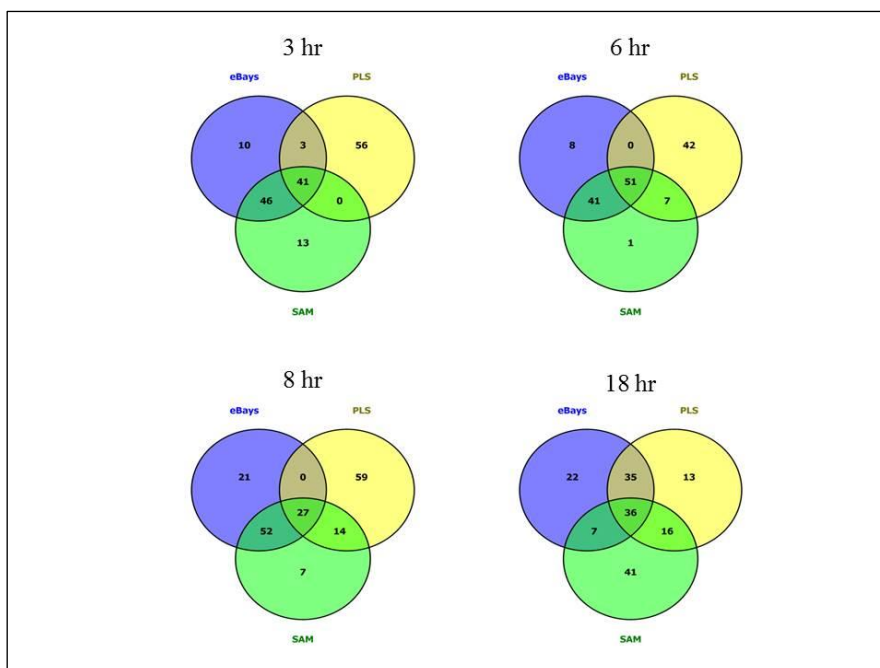 3 hr
eBays PLS
10 3 56
41
46 0
13
SAM
6 hr
eBays PLS
8 0 42
51
41 7
1
SAM
8 hr
eBays PLS
21 0 59
27
52 14
7
SAM
18 hr
eBays PLS
22 35 13
36
7 16
41
SAM